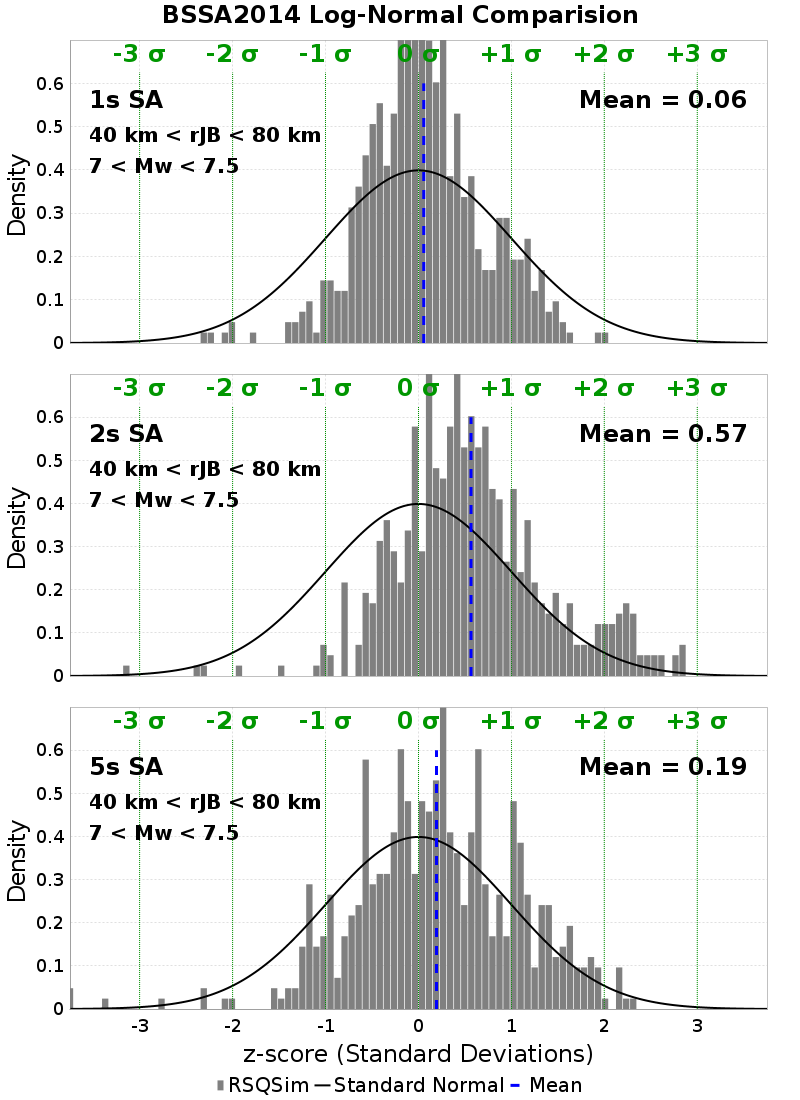 BSSA2014 Log-Normal Comparision
-3 σ -2 σ -1 σ 0 σ +1 σ +2 σ +3 σ
1s SA Mean = 0.06
40 km < rJB < 80 km
7 < Mw < 7.5
Density
0.6
0.5
0.4
0.3
0.2
0.1
0
-3 σ -2 σ -1 σ 0 σ +1 σ +2 σ +3 σ
2s SA Mean = 0.57
40 km < rJB < 80 km
7 < Mw < 7.5
Density
0.6
0.5
0.4
0.3
0.2
0.1
0
-3 σ -2 σ -1 σ 0 σ +1 σ +2 σ +3 σ
5s SA Mean = 0.19
40 km < rJB < 80 km
7 < Mw < 7.5
Density
0.6
0.5
0.4
0.3
0.2
0.1
0
-3 -2 -1 0 1 2 3
z-score (Standard Deviations)
RSQSim Standard Normal Mean